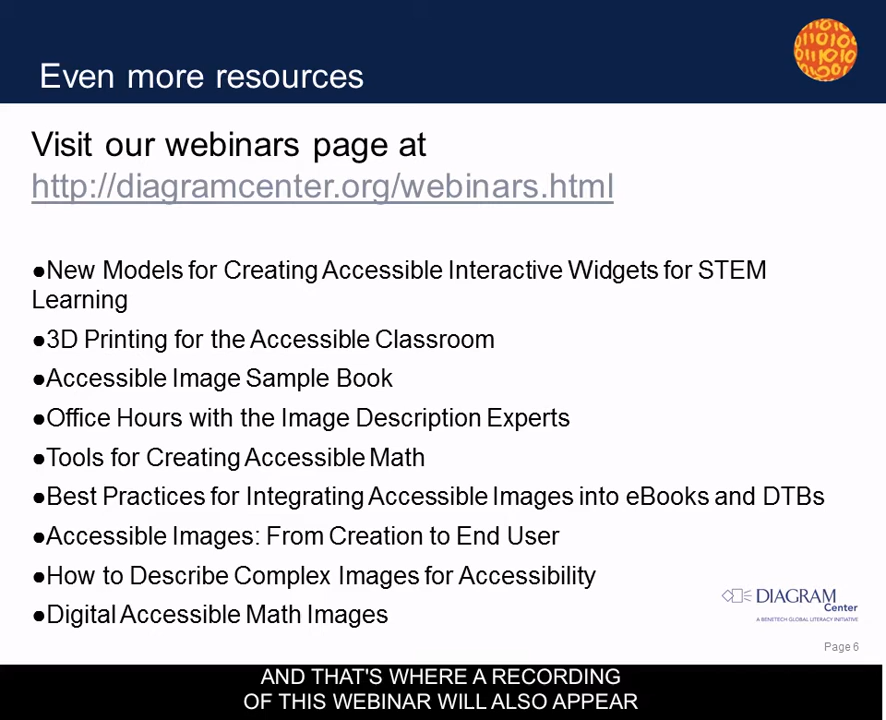 Even more resources
Visit our webinars page at
http://diagramcenter.org/webinars.html
●New Models for Creating Accessible Interactive Widgets for STEM
Learning
●3D Printing for the Accessible Classroom
●Accessible Image Sample Book
●Office Hours with the Image Description Experts
●Tools for Creating Accessible Math
●Best Practices for Integrating Accessible Images into eBooks and DTBs
●Accessible Images: From Creation to End User
●How to Describe Complex Images for Accessibility
●Digital Accessible Math Images
DIAGRAM
Center
A BENETECH GLOBAL LITERACY INITIATIVE
Page 6
AND THAT'S WHERE A RECORDING
OF THIS WEBINAR WILL ALSO APPEAR